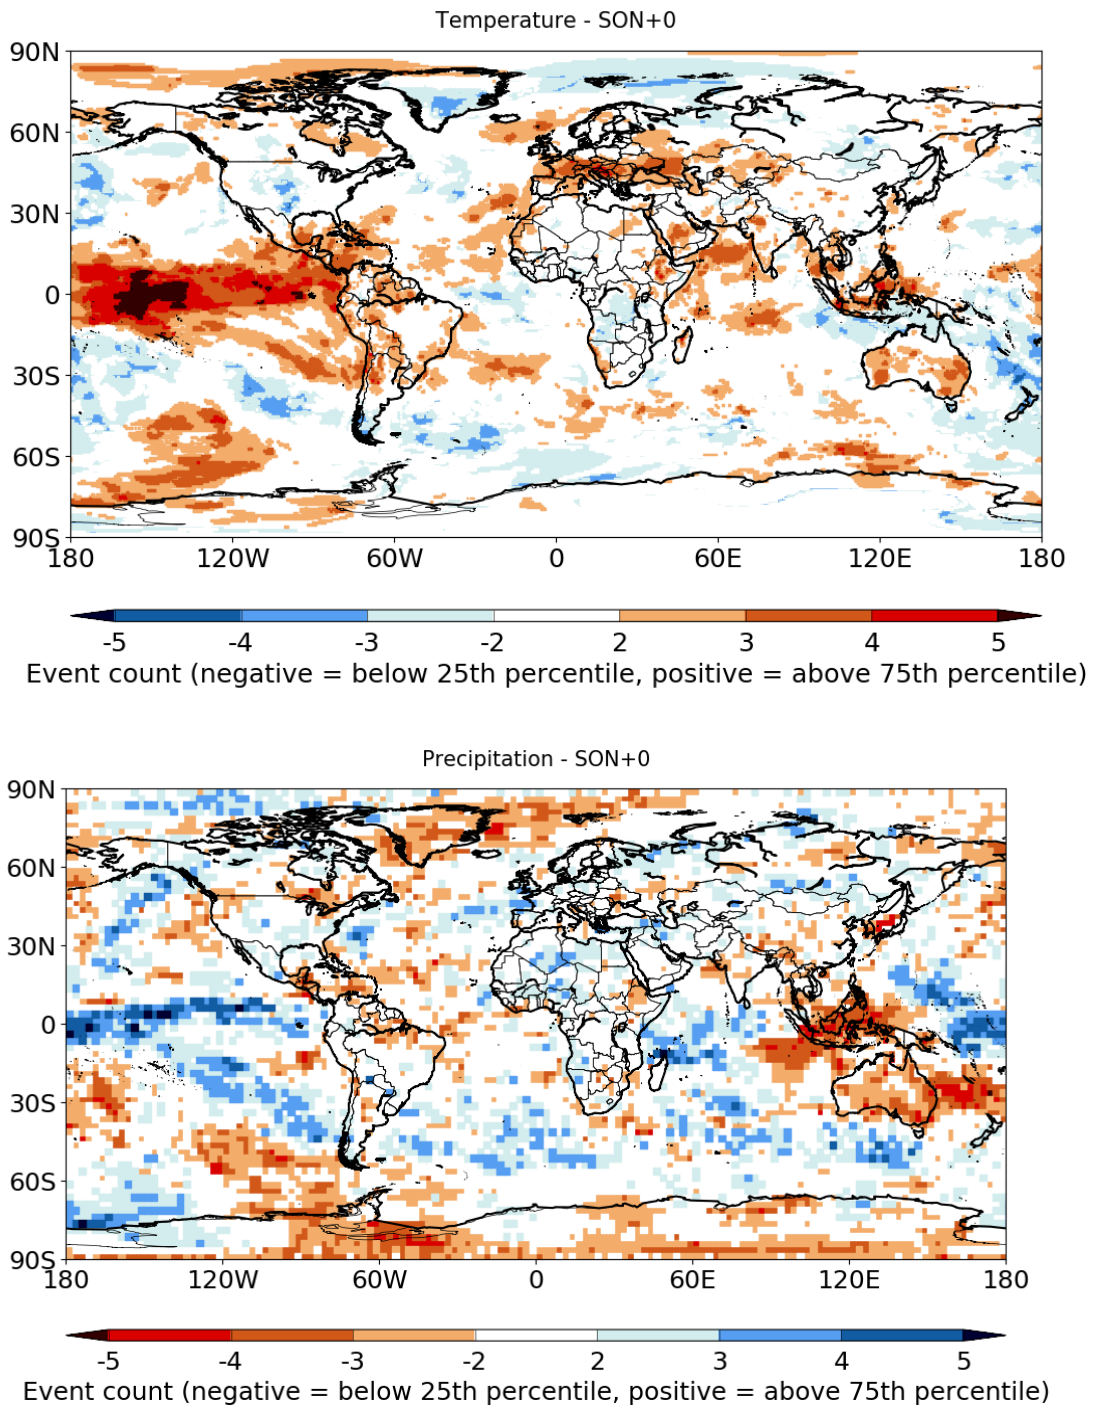 Temperature - SON+0
90N
60N
30N
0
30S
60S
90S
180 120W 60W 0 60E 120E 180
-5 -4 -3 -2 2 3 4 5
Event count (negative = below 25th percentile, positive = above 75th percentile)
Precipitation - SON+0
90N
60N
30N
0
30S
60S
90S
180 120W 60W 0 60E 120E 180
-5 -4 -3 -2 2 3 4 5
Event count (negative = below 25th percentile, positive = above 75th percentile)